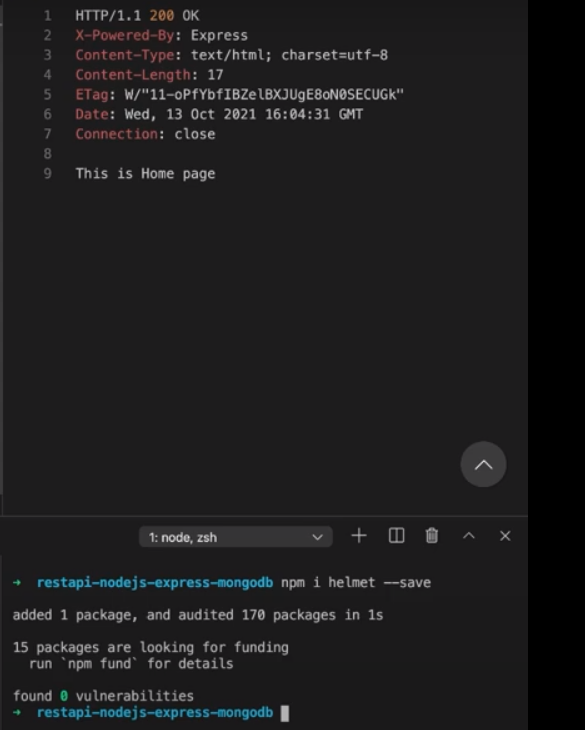 1 HTTP/1.1 200 OK
2 X-Powered-By: Express
3 Content-Type: text/html; charset=utf-8
4 Content-Length: 17
5 ETag: W/"11-oPfYbfIBZelBXJUgE8oN0SECUGk"
6 Date: Wed, 13 Oct 2021 16:04:31 GMT
7 Connection: close
8
9 This is Home page
1: node, zsh
→ restapi-nodejs-express-mongodb npm i helmet --save
added 1 package, and audited 170 packages in 1s
15 packages are looking for funding
run `npm fund` for details
found 0 vulnerabilities
→ restapi-nodejs-express-mongodb